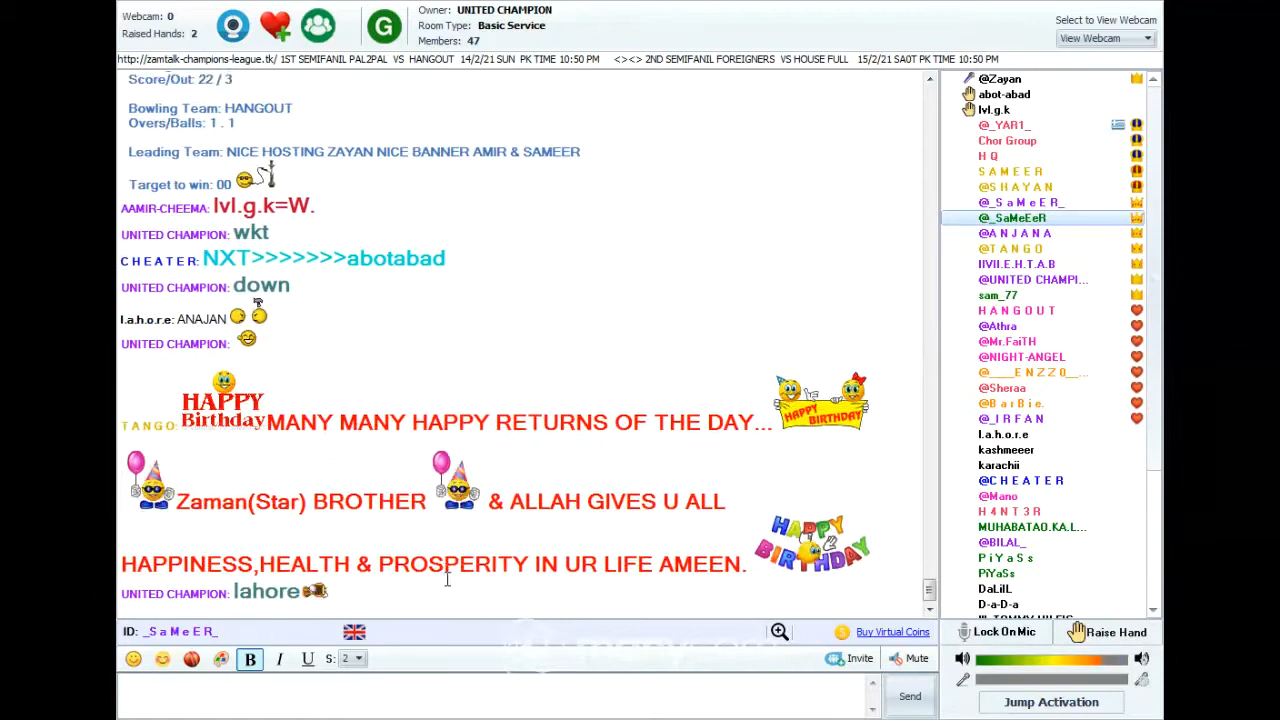 Webcam: 0
Raised Hands: 2
G
Owner: UNITED CHAMPION
Room Type: Basic Service
Members: 47
Select to View Webcam
View Webcam
http://zamtalk-champions-league.tk/ 1ST SEMIFANIL PAL2PAL VS HANGOUT 14/2/21 SUN PK TIME 10:50 PM <><> 2ND SEMIFANIL FOREIGNERS VS HOUSE FULL 15/2/21 SAOT PK TIME 10:50 PM
Score/Out: 22 / 3
Bowling Team: HANGOUT
Overs/Balls: 1 . 1
Leading Team: NICE HOSTING ZAYAN NICE BANNER AMIR & SAMEER
Target to win: 00
AAMIR-CHEEMA: lvl.g.k=W.
UNITED CHAMPION: wkt
C H E A T E R: NXT>>>>>>>abotabad
UNITED CHAMPION: down
l.a.h.o.r.e: ANAJAN
UNITED CHAMPION:
T A N G O: HAPPY Birthday MANY MANY HAPPY RETURNS OF THE DAY... HAPPY BIRTHDAY
Zaman(Star) BROTHER & ALLAH GIVES U ALL
HAPPINESS,HEALTH & PROSPERITY IN UR LIFE AMEEN. HAPPY BIRTHDAY
UNITED CHAMPION: lahore
@Zayan
abot-abad
lvl.g.k
@_YAR1_
Chor Group
H Q
S A M E E R
@S H A Y A N
@_S a M e E R_
@_SaMeEeR
@A N J A N A
@T A N G O
IIVII.E.H.T.A.B
@UNITED CHAMPI...
sam_77
H A N G O U T
@Athra
@Mr.FaiTH
@NIGHT-ANGEL
@____E N Z Z O__...
@Sheraa
@B a r B i e.
@_I R F A N
l.a.h.o.r.e
kashmeeer
karachii
@C H E A T E R
@Mano
H 4 N T 3 R
MUHABATAO.KA.L...
@BILAL_
P i Y a S s
PiYaSs
DaLilL
D-a-D-a
ID: _S a M e E R_
Buy Virtual Coins
Lock On Mic
Raise Hand
B I U S: 2
Invite
Mute
Send
Jump Activation